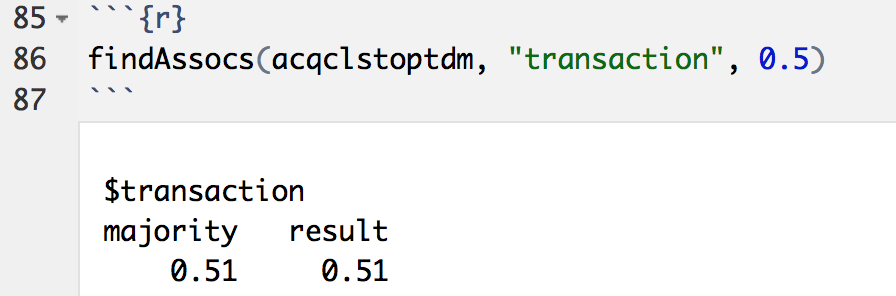 85 ```{r}
86 findAssocs(acqclstoptdm, "transaction", 0.5)
87 ```
$transaction
majority   result
    0.51     0.51